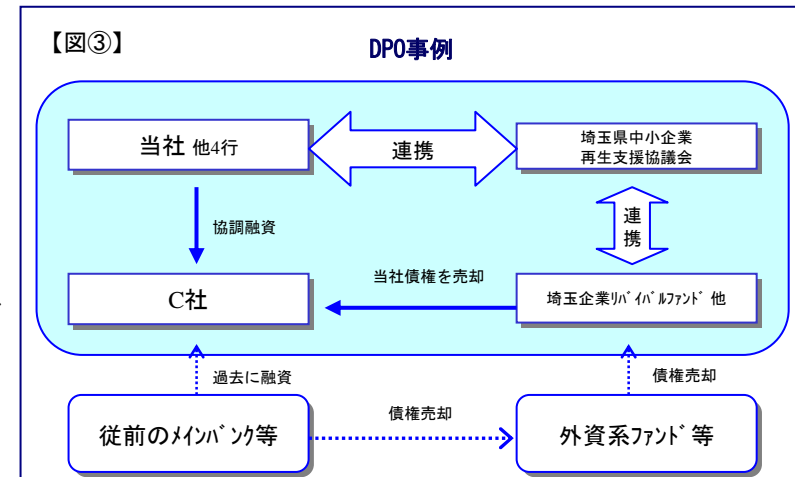 【図③】
DPO事例
当社 他4行
連携
埼玉県中小企業
再生支援協議会
協調融資
連
携
C社
当社債権を売却
埼玉企業ﾘﾊﾞｲﾊﾞﾙﾌｧﾝﾄﾞ 他
過去に融資
債権売却
従前のﾒｲﾝﾊﾞﾝｸ等
債権売却
外資系ﾌｧﾝﾄﾞ等